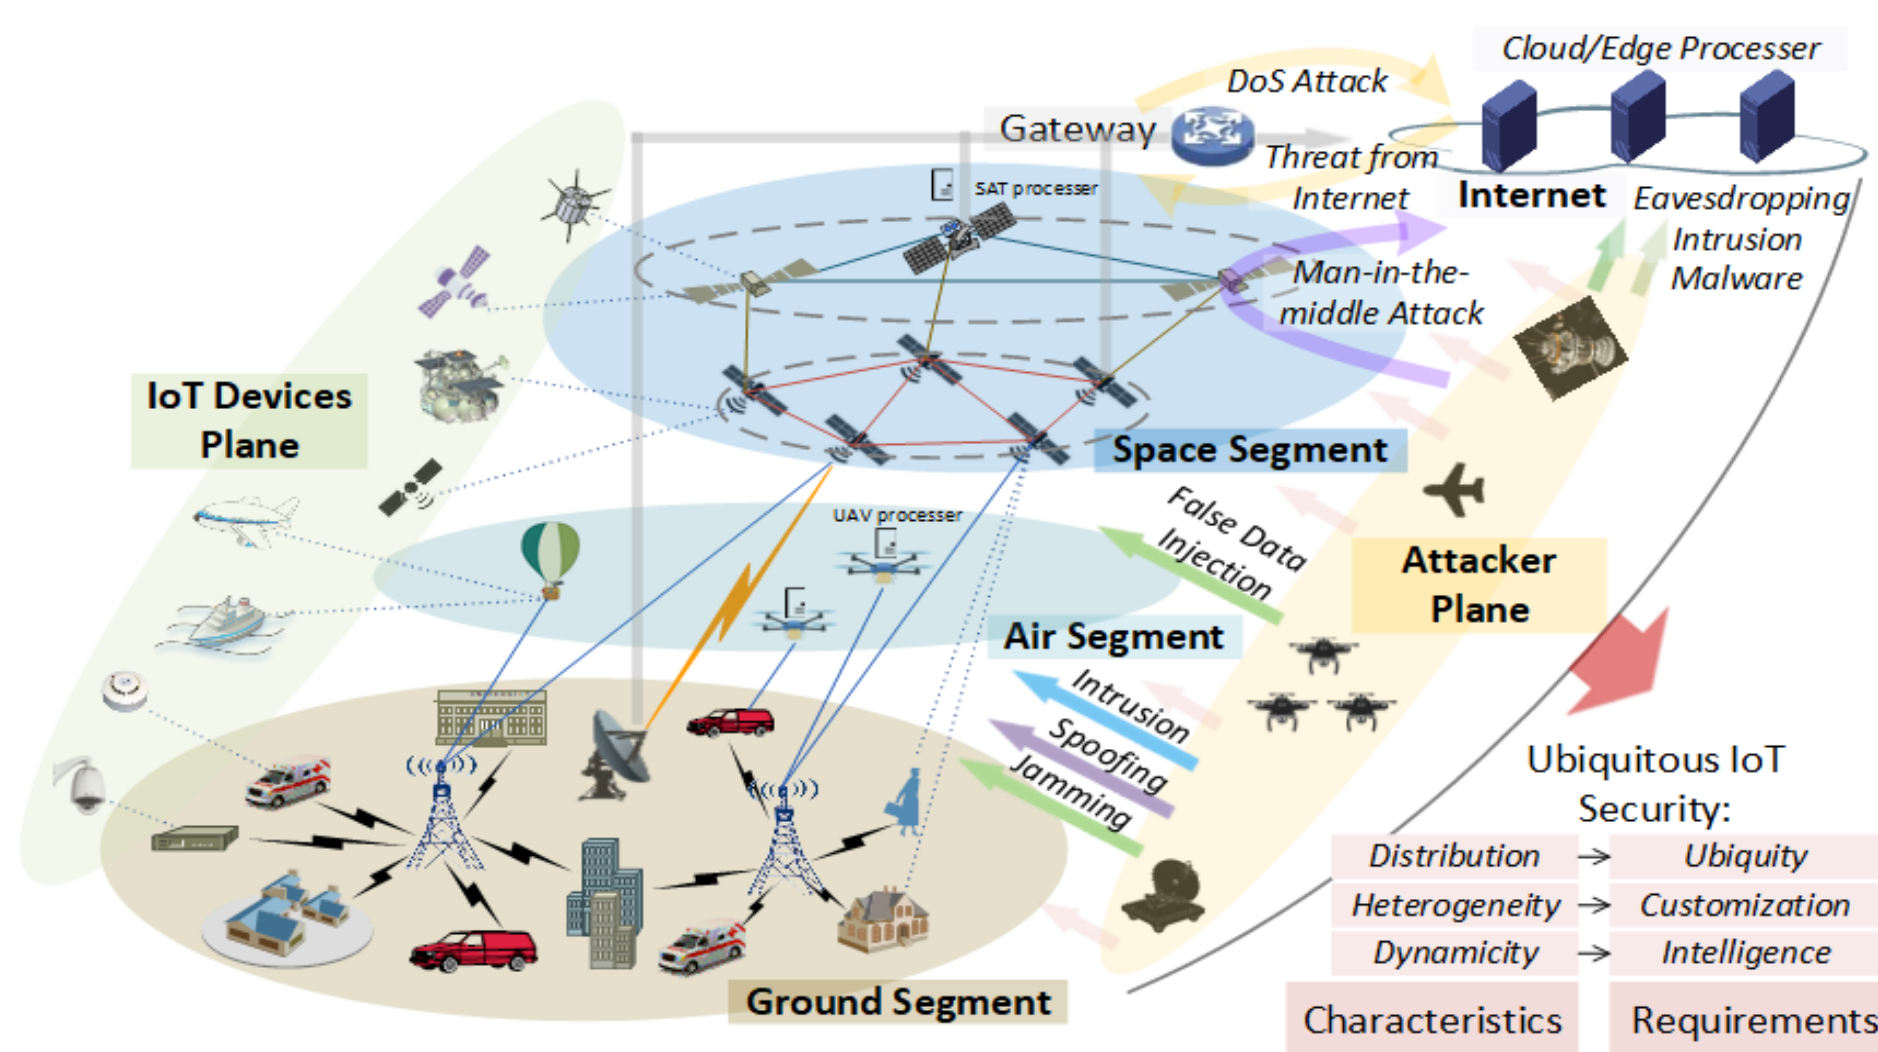 Cloud/Edge Processer
DoS Attack
Gateway
Threat from
Internet
Internet
Eavesdropping
Intrusion
Malware
SAT processer
Man-in-the-
middle Attack
IoT Devices
Plane
Space Segment
False Data
Injection
UAV processer
Attacker
Plane
Air Segment
Intrusion
Spoofing
Jamming
UNIVERSITY
Ubiquitous IoT
Security:
Distribution → Ubiquity
Heterogeneity → Customization
Dynamicity → Intelligence
Ground Segment
Characteristics Requirements